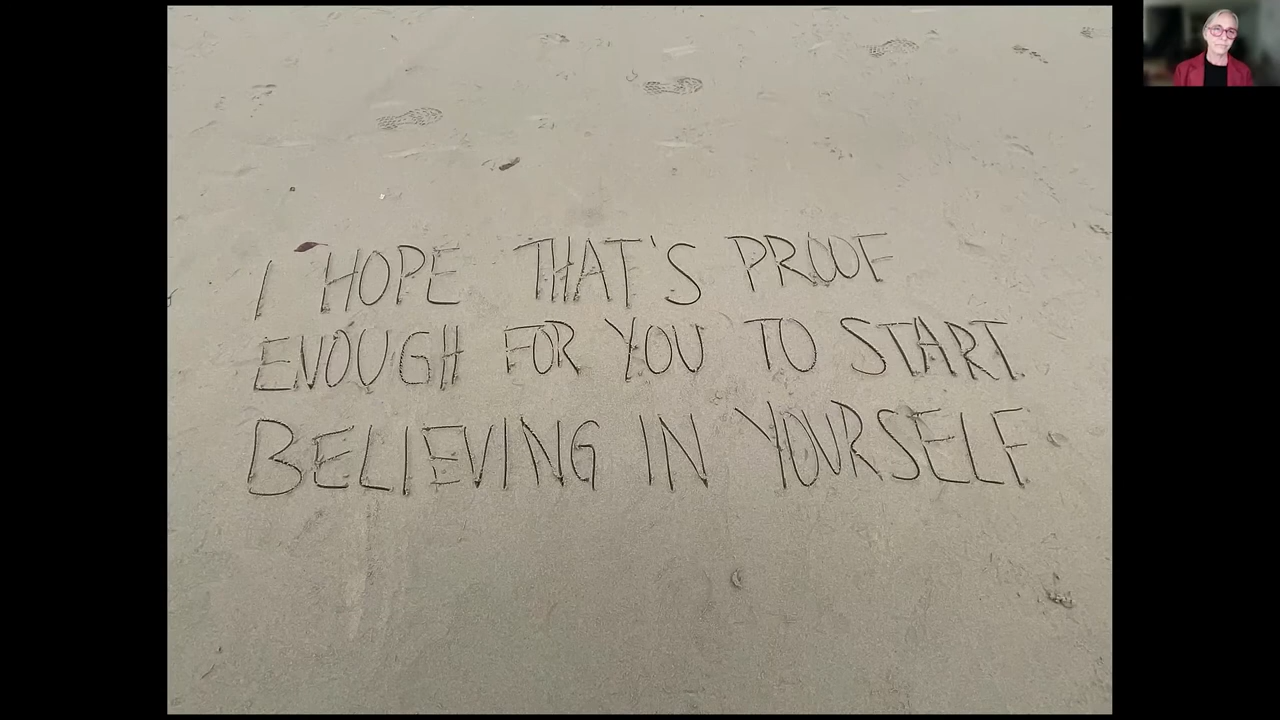 I HOPE THAT'S PROOF
ENOUGH FOR YOU TO START
BELIEVING IN YOURSELF